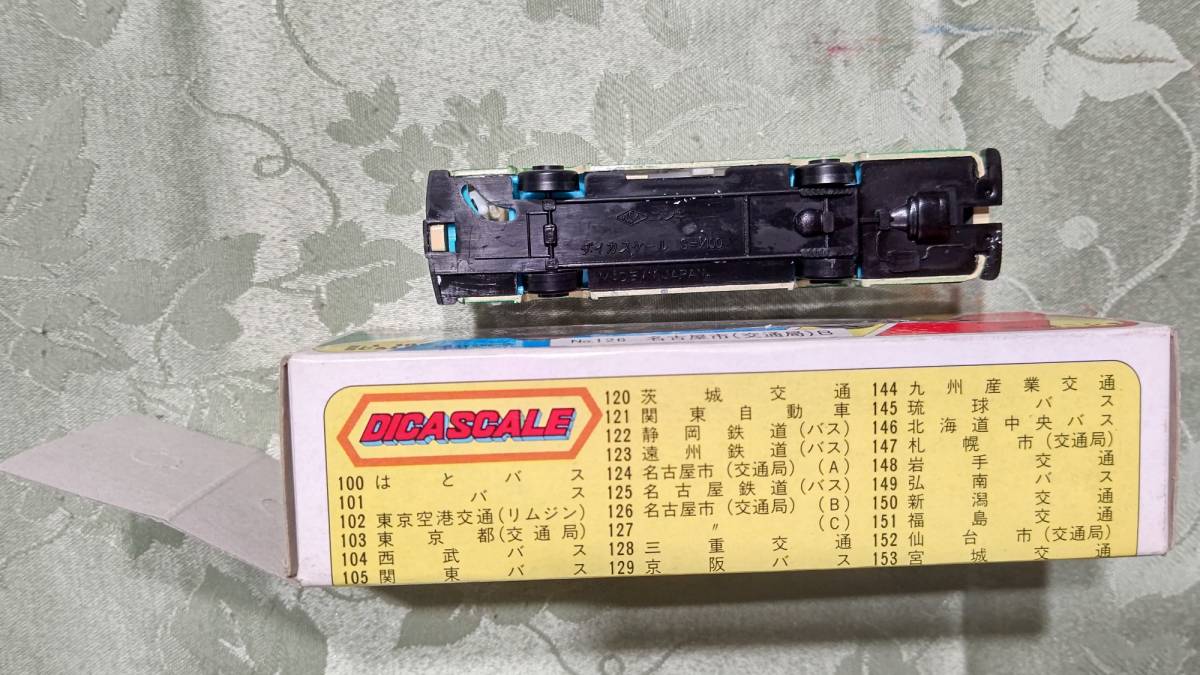 ダイカスケール
MADE IN JAPAN
No.126 名古屋市(交通局)B
DICASCALE
100 はとバス
101 バス
102 東京空港交通(リムジン)
103 東京都(交通局)
104 西武バス
105 関東バス
120 茨城交通
121 関東自動車
122 静岡鉄道(バス)
123 遠州鉄道(バス)
124 名古屋市(交通局)(A)
125 名古屋鉄道(バス)
126 名古屋市(交通局)(B)
127 〃 (C)
128 三重交通
129 京阪バス
144 九州産業交通
145 琉球バス
146 北海道中央バス
147 札幌市(交通局)
148 岩手交通
149 弘南バス
150 新潟交通
151 福島交通
152 仙台市(交通局)
153 宮城交通